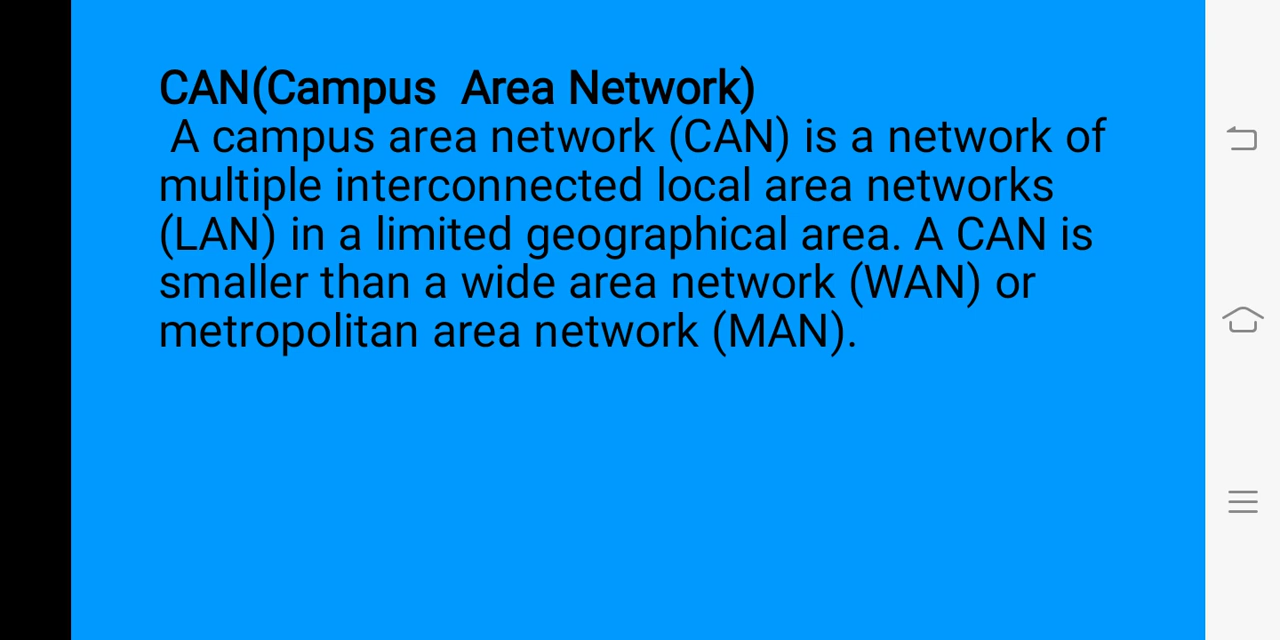 CAN(Campus  Area Network)
A campus area network (CAN) is a network of
multiple interconnected local area networks
(LAN) in a limited geographical area. A CAN is
smaller than a wide area network (WAN) or
metropolitan area network (MAN).